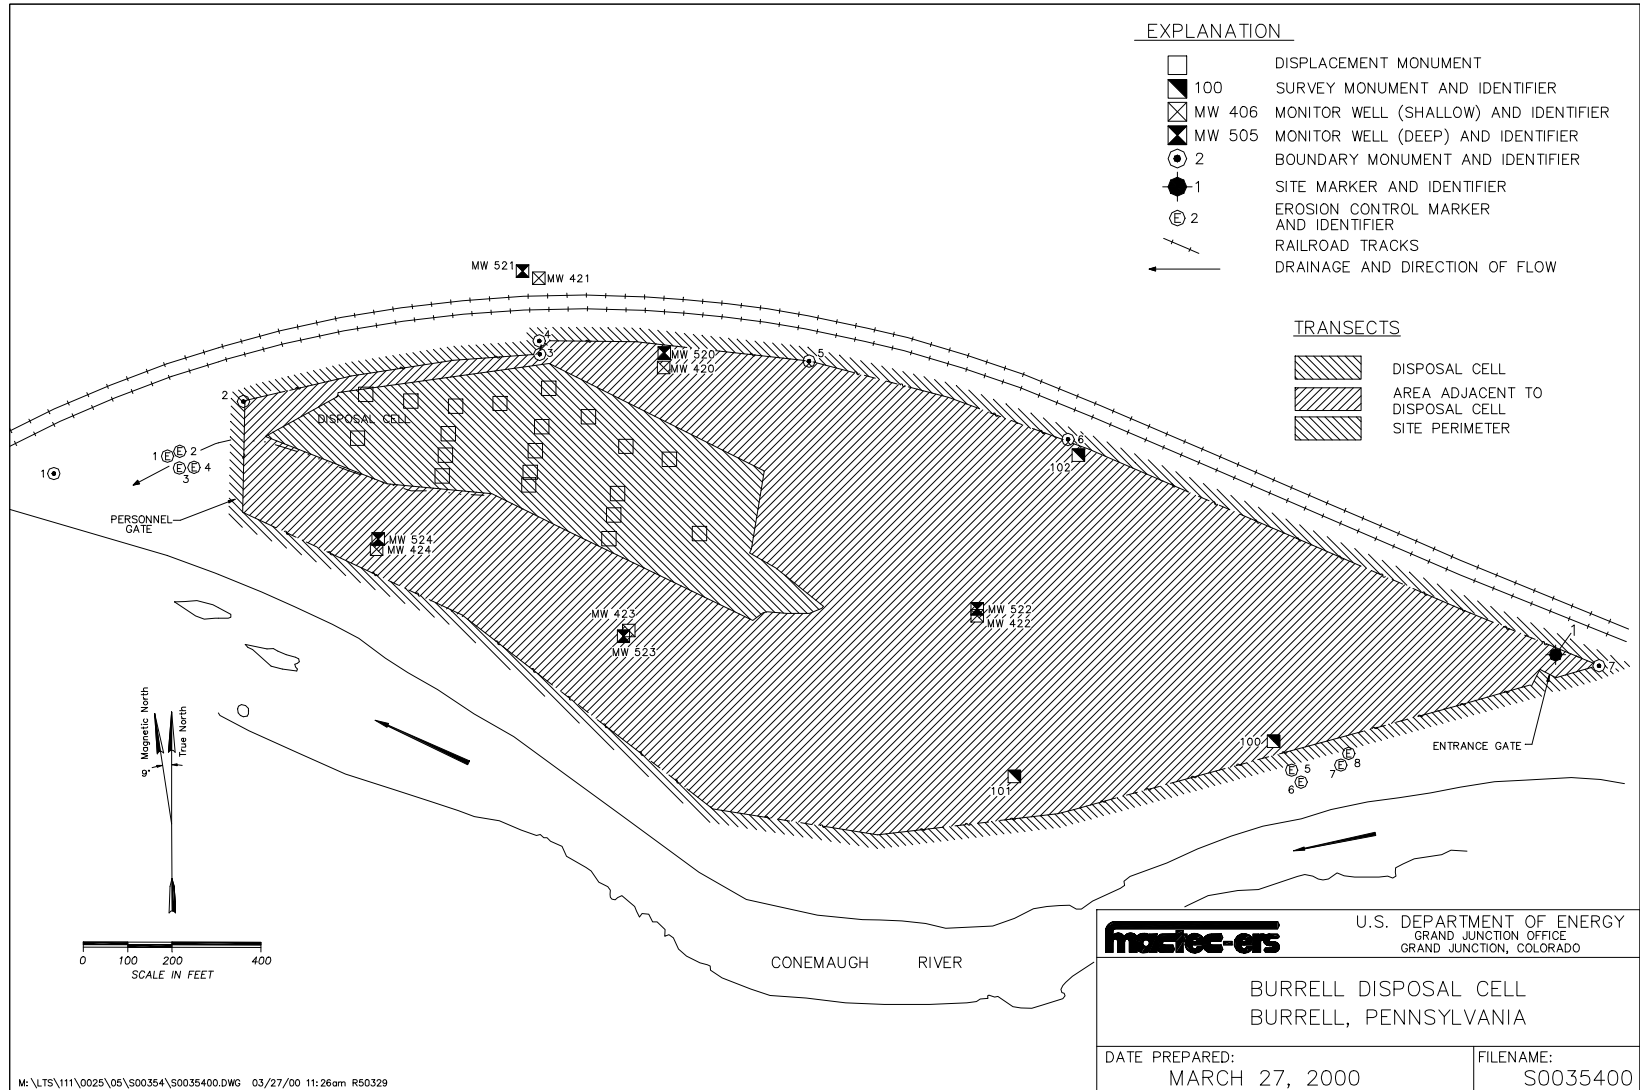 EXPLANATION
DISPLACEMENT MONUMENT
100 SURVEY MONUMENT AND IDENTIFIER
MW 406 MONITOR WELL (SHALLOW) AND IDENTIFIER
MW 505 MONITOR WELL (DEEP) AND IDENTIFIER
2 BOUNDARY MONUMENT AND IDENTIFIER
1 SITE MARKER AND IDENTIFIER
E 2 EROSION CONTROL MARKER
AND IDENTIFIER
RAILROAD TRACKS
DRAINAGE AND DIRECTION OF FLOW
TRANSECTS
DISPOSAL CELL
AREA ADJACENT TO
DISPOSAL CELL
SITE PERIMETER
MW 521
MW 421
4
3
MW 520
MW 420
5
2
DISPOSAL CELL
6
102
1 E E 2
E E 4
3
1
PERSONNEL
GATE
MW 524
MW 424
MW 423
MW 523
MW 522
MW 422
1
7
ENTRANCE GATE
100
101
E 5
6 E
E 8
7 E
Magnetic North
True North
9°
0 100 200 400
SCALE IN FEET
CONEMAUGH RIVER
mactec-ers
U.S. DEPARTMENT OF ENERGY
GRAND JUNCTION OFFICE
GRAND JUNCTION, COLORADO
BURRELL DISPOSAL CELL
BURRELL, PENNSYLVANIA
DATE PREPARED:
MARCH 27, 2000
FILENAME:
S0035400
M:\LTS\111\0025\05\S00354\S0035400.DWG 03/27/00 11:26am R50329